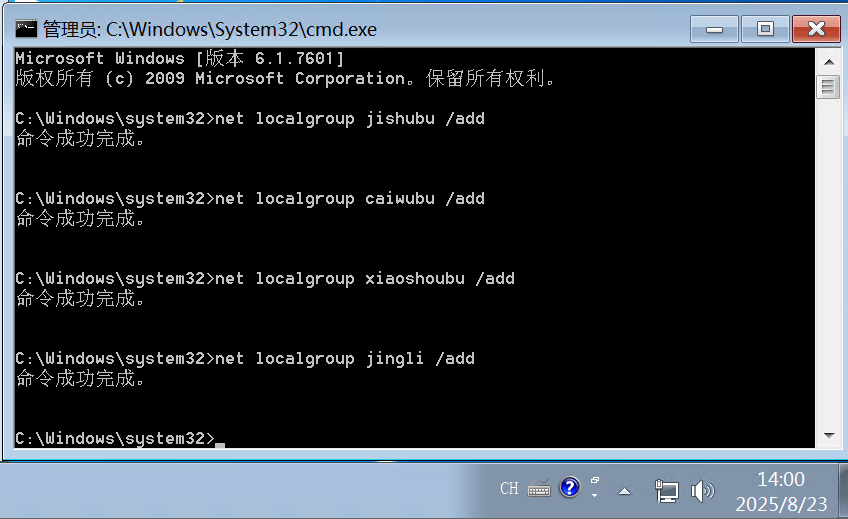 管理员: C:\Windows\System32\cmd.exe
Microsoft Windows [版本 6.1.7601]
版权所有 (c) 2009 Microsoft Corporation。保留所有权利。
C:\Windows\system32>net localgroup jishubu /add
命令成功完成。
C:\Windows\system32>net localgroup caiwubu /add
命令成功完成。
C:\Windows\system32>net localgroup xiaoshoubu /add
命令成功完成。
C:\Windows\system32>net localgroup jingli /add
命令成功完成。
C:\Windows\system32>
CH
14:00
2025/8/23